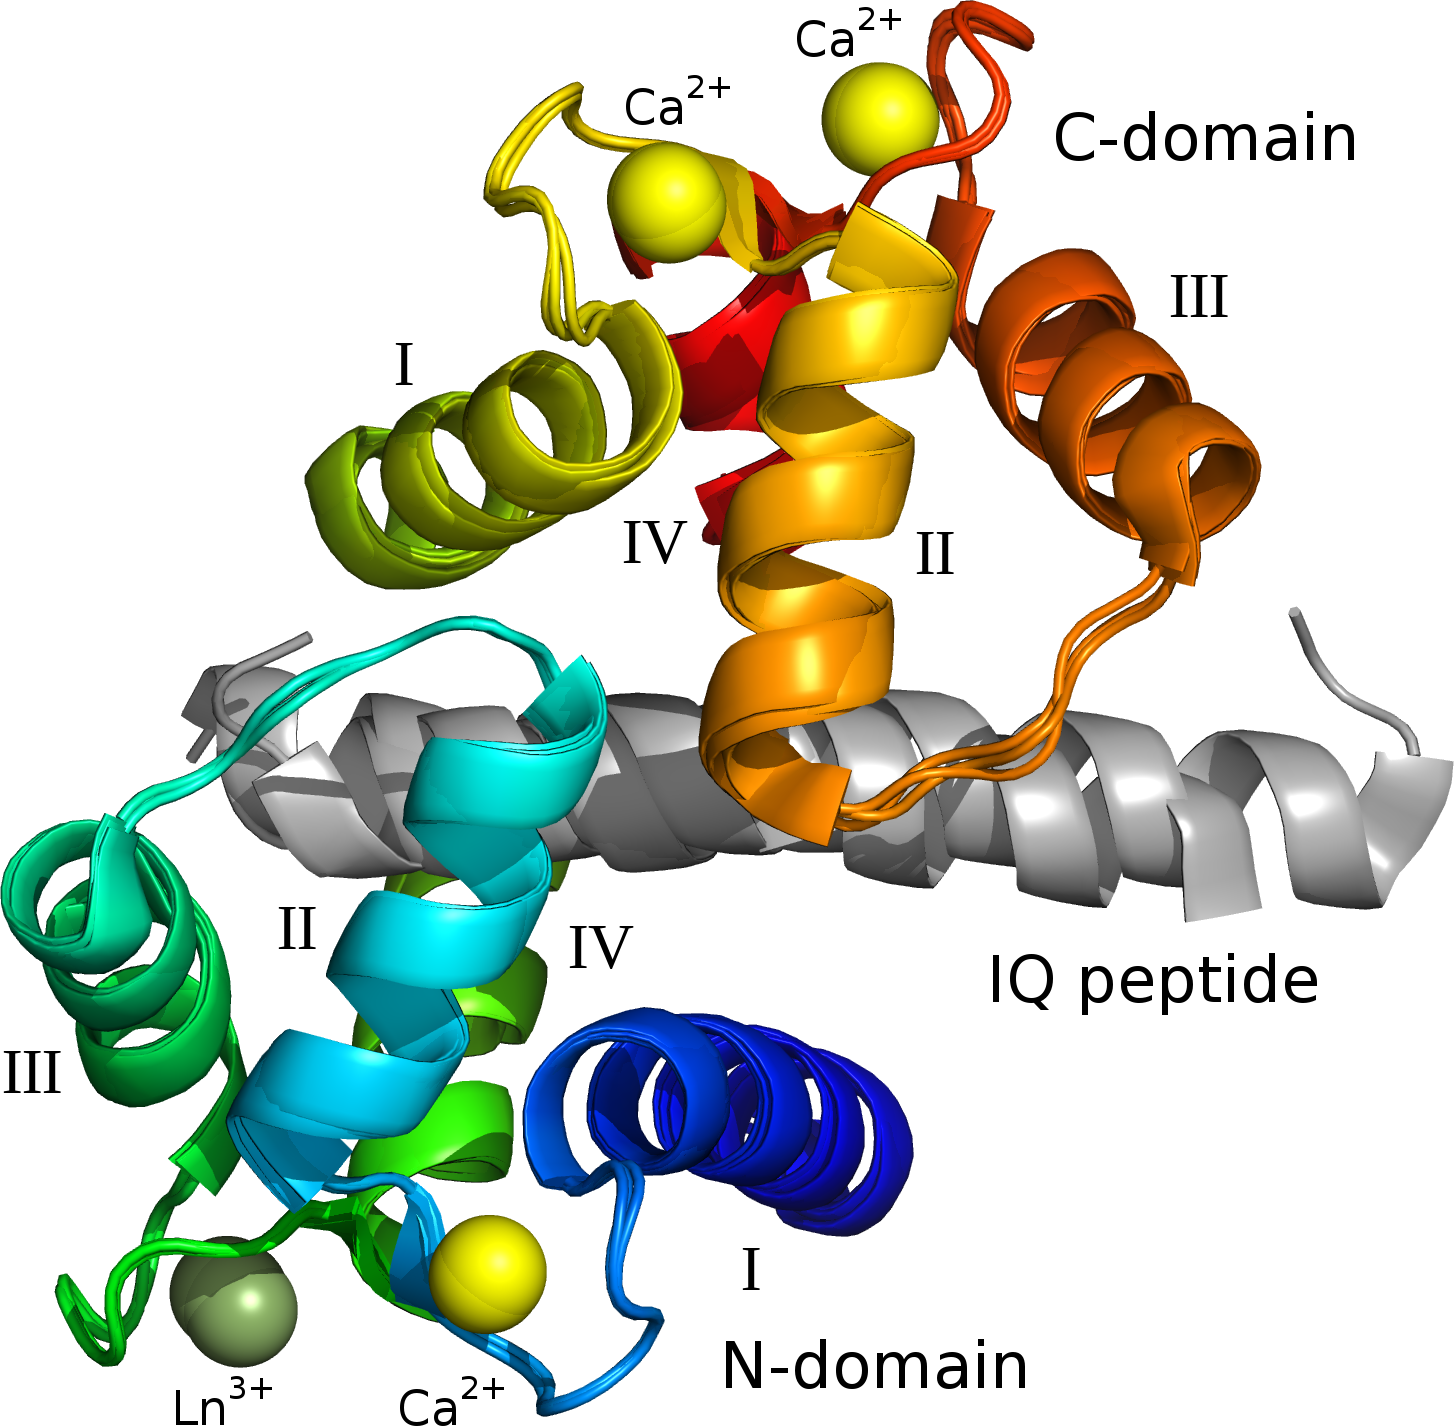 Ca2+
Ca2+
C-domain
III
I
IV
II
II
IV
IQ peptide
III
I
N-domain
Ln3+
Ca2+